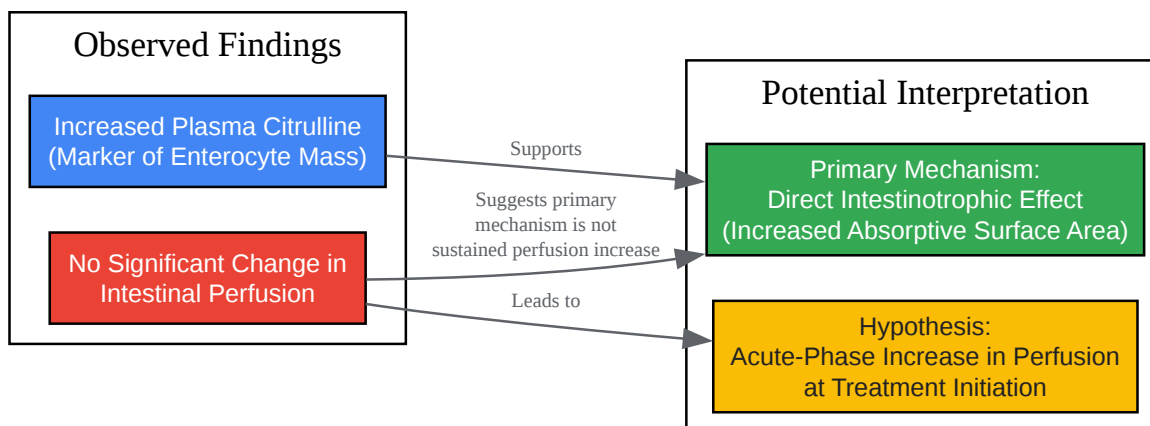 Observed Findings
Increased Plasma Citrulline
(Marker of Enterocyte Mass)
No Significant Change in
Intestinal Perfusion
Supports
Suggests primary
mechanism is not
sustained perfusion increase
Leads to
Potential Interpretation
Primary Mechanism:
Direct Intestinotrophic Effect
(Increased Absorptive Surface Area)
Hypothesis:
Acute-Phase Increase in Perfusion
at Treatment Initiation